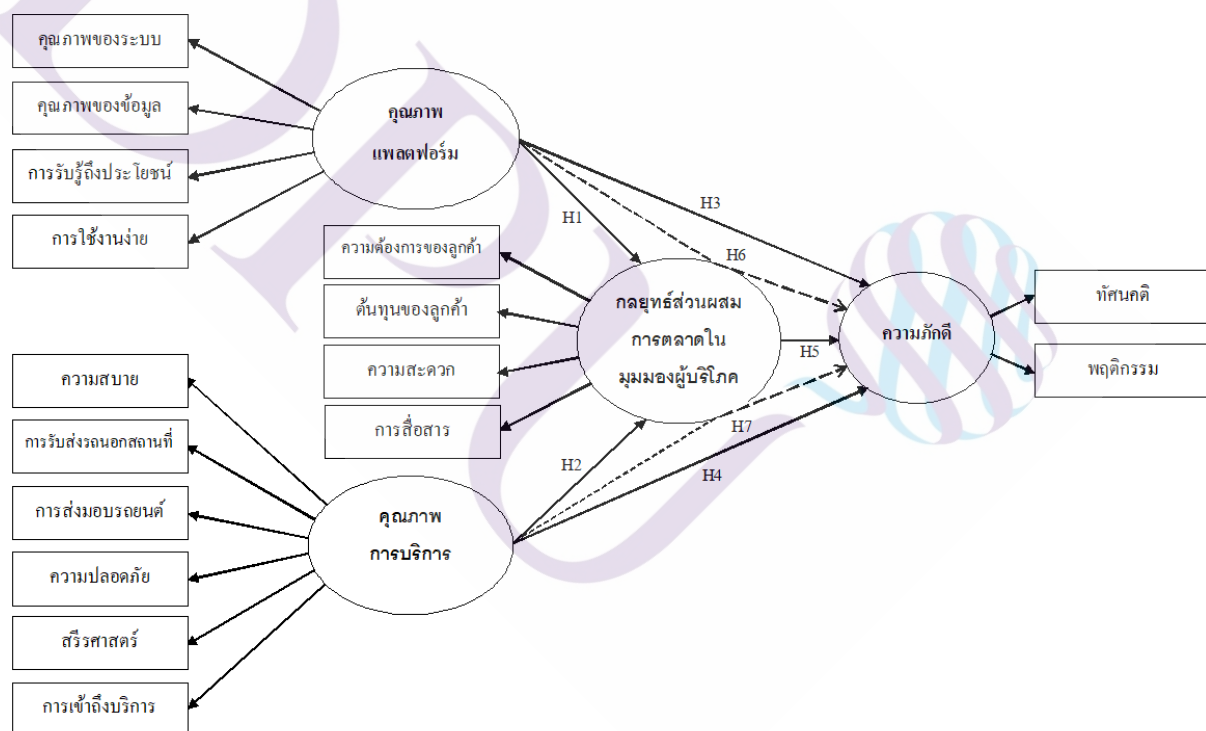 คุณภาพของระบบ
คุณภาพของข้อมูล
การรับรู้ถึงประโยชน์
การใช้งานง่าย
คุณภาพ
แพลตฟอร์ม
H1
H3
H6
ความต้องการของลูกค้า
ต้นทุนของลูกค้า
ความสะดวก
การสื่อสาร
กลยุทธ์ส่วนผสม
การตลาดใน
มุมมองผู้บริโภค
H5
ความภักดี
ทัศนคติ
พฤติกรรม
ความสบาย
การรับส่งรถนอกสถานที่
การส่งมอบรถยนต์
ความปลอดภัย
สรีรศาสตร์
การเข้าถึงบริการ
คุณภาพ
การบริการ
H2
H7
H4